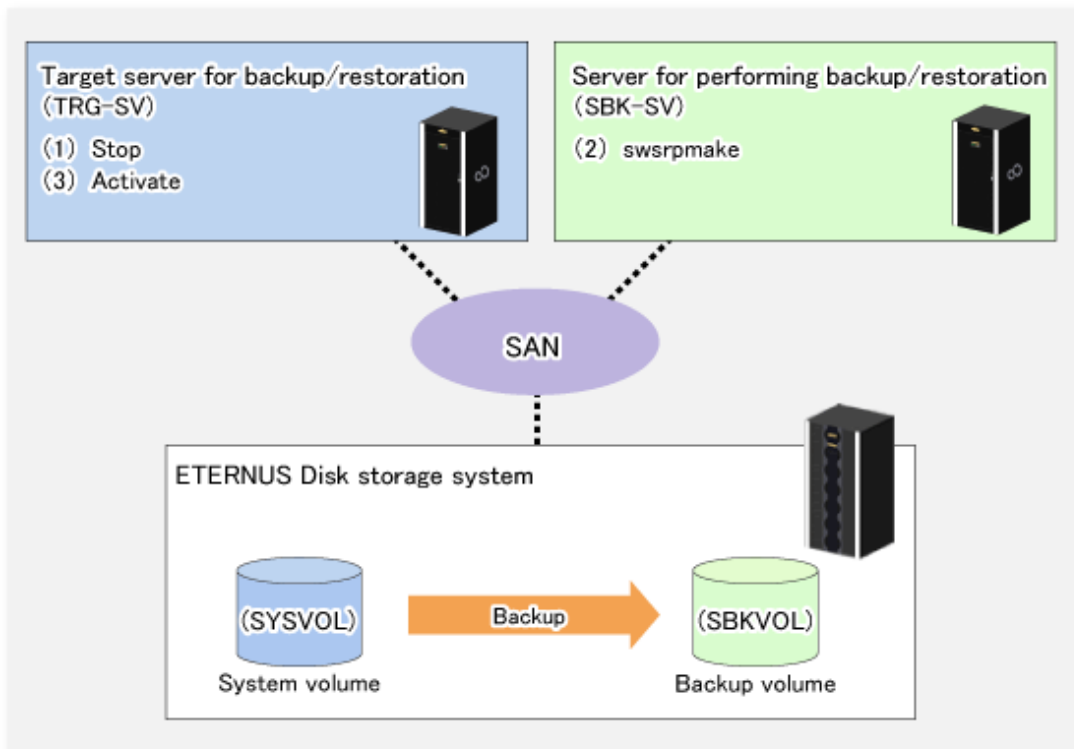 Target server for backup/restoration
(TRG-SV)
(1) Stop
(3) Activate
Server for performing backup/restoration
(SBK-SV)
(2) swsrpmake
SAN
ETERNUS Disk storage system
(SYSVOL)
System volume
Backup
(SBKVOL)
Backup volume